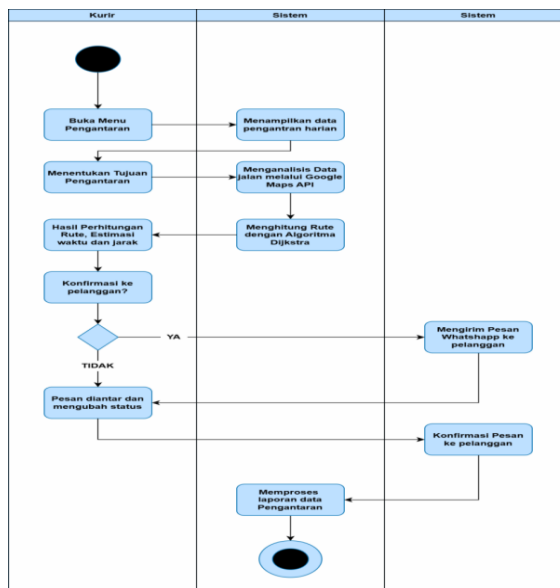 Kurir
Sistem
Sistem
Buka Menu
Pengantaran
Menampilkan data
pengantran harian
Menentukan Tujuan
Pengantaran
Menganalisis Data
jalan melalui Google
Maps API
Hasil Perhitungan
Rute, Estimasi
waktu dan jarak
Menghitung Rute
dengan Algoritma
Dijkstra
Konfirmasi ke
pelanggan?
YA
Mengirim Pesan
Whatshapp ke
pelanggan
TIDAK
Pesan diantar dan
mengubah status
Konfirmasi Pesan
ke pelanggan
Memproses
laporan data
Pengantaran